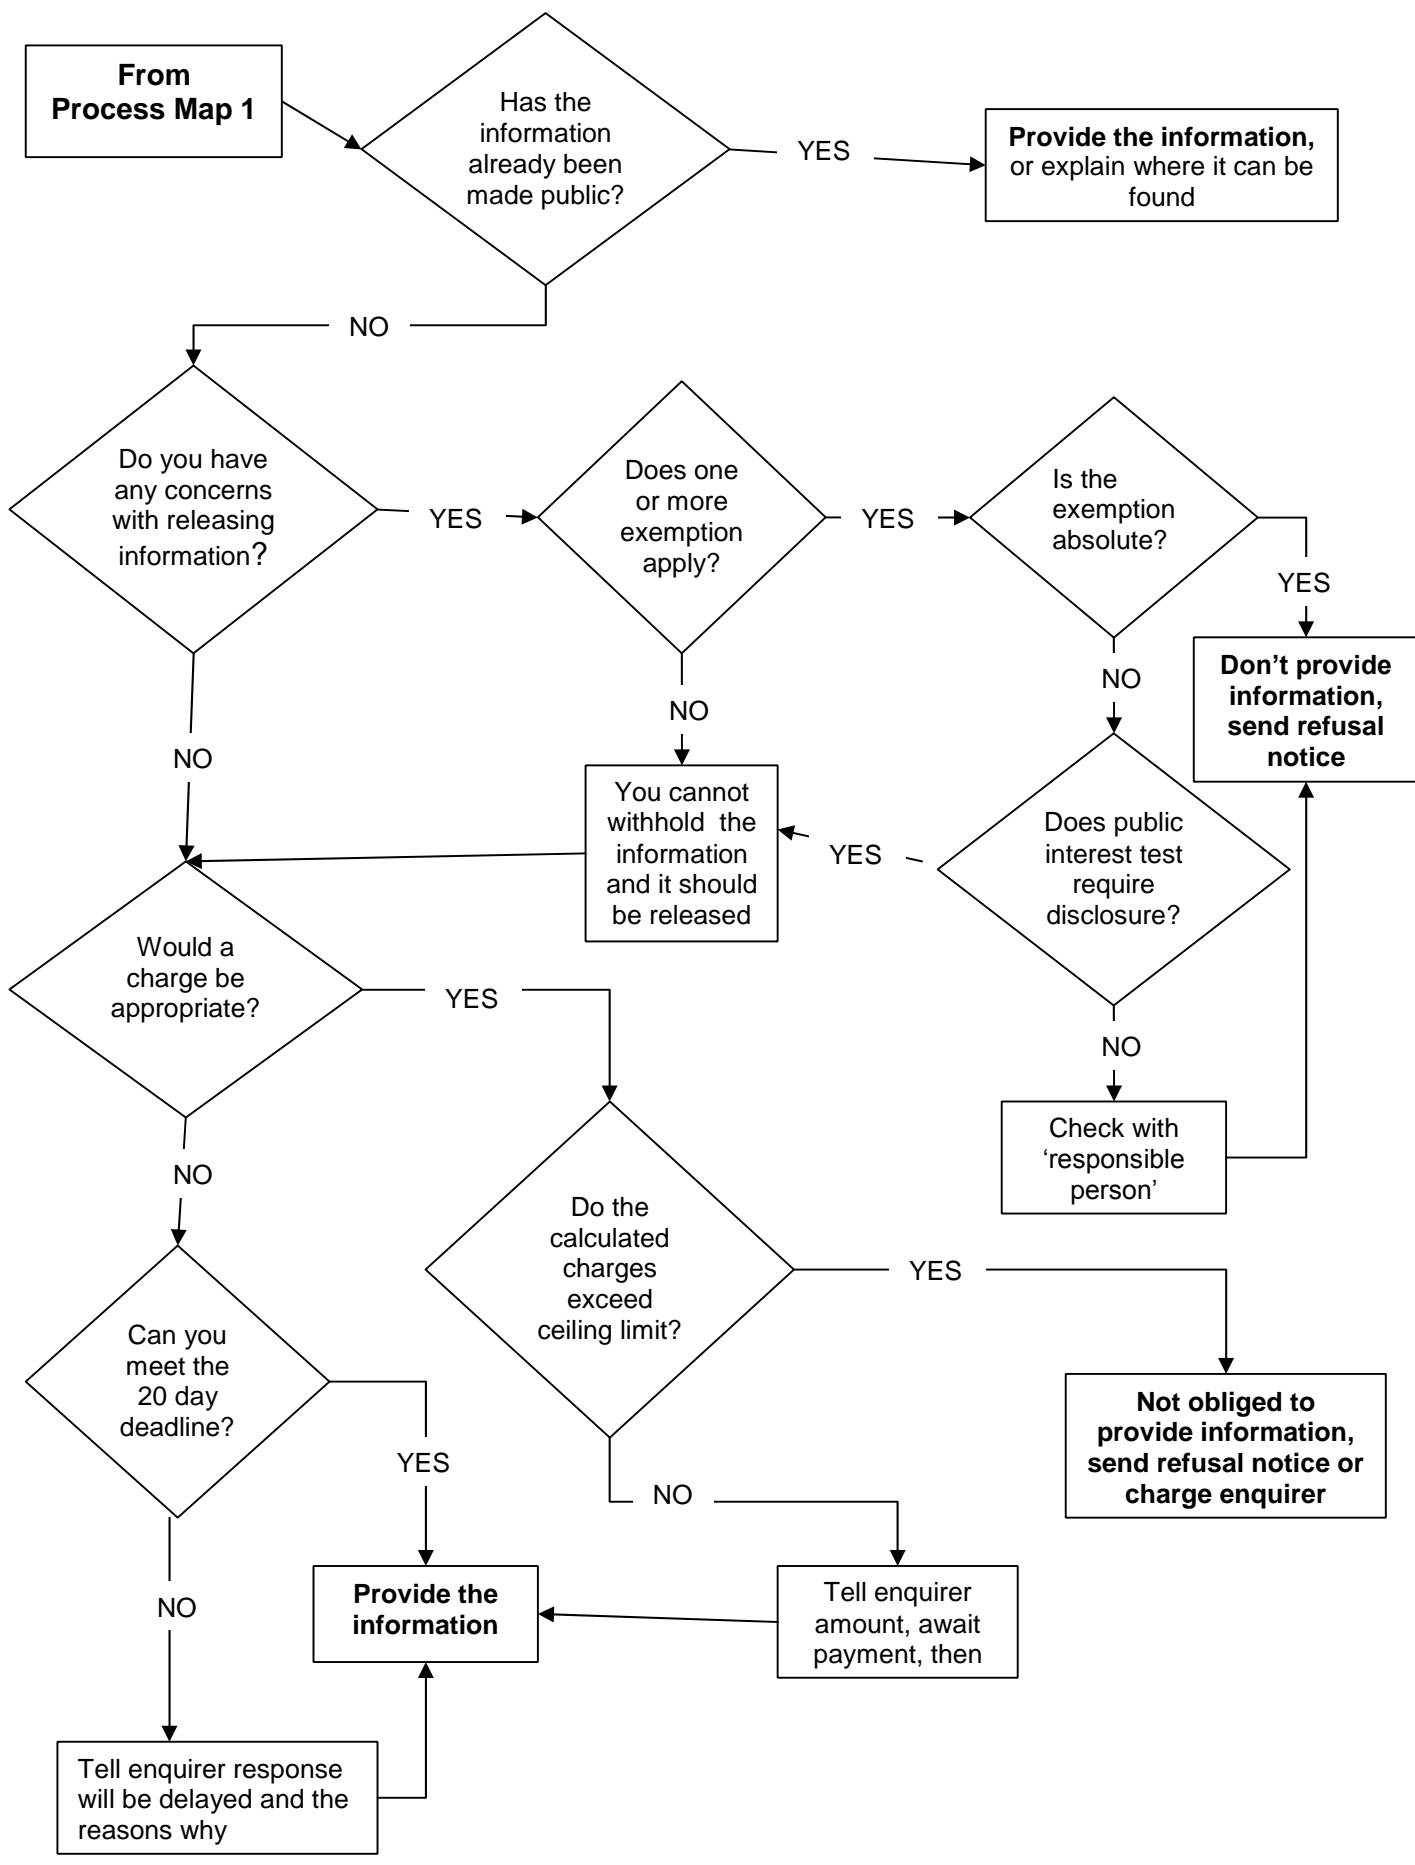 From
Process Map 1
Has the
information
already been
made public?
YES
Provide the information,
or explain where it can be
found
NO
Do you have
any concerns
with releasing
information?
YES
Does one
or more
exemption
apply?
YES
Is the
exemption
absolute?
YES
NO
Don’t provide
information,
send refusal
notice
NO
NO
You cannot
withhold the
information
and it should
be released
YES
Does public
interest test
require
disclosure?
Would a
charge be
appropriate?
YES
NO
Check with
‘responsible
person’
NO
Do the
calculated
charges
exceed
ceiling limit?
YES
Can you
meet the
20 day
deadline?
YES
Not obliged to
provide information,
send refusal notice or
charge enquirer
NO
NO
Provide the
information
Tell enquirer
amount, await
payment, then
Tell enquirer response
will be delayed and the
reasons why